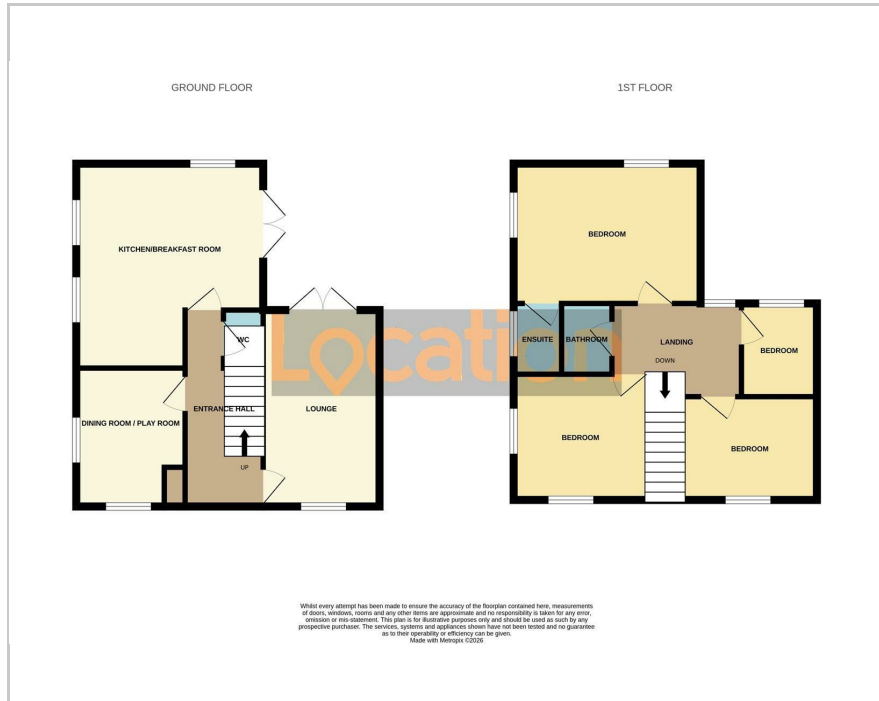 GROUND FLOOR
1ST FLOOR
KITCHEN/BREAKFAST ROOM
WC
DINING ROOM / PLAY ROOM
ENTRANCE HALL
LOUNGE
UP
BEDROOM
ENSUITE
BATHROOM
LANDING
DOWN
BEDROOM
BEDROOM
BEDROOM
Location
Whilst every attempt has been made to ensure the accuracy of the floorplan contained here, measurements
of doors, windows, rooms and any other items are approximate and no responsibility is taken for any error,
omission or mis-statement. This plan is for illustrative purposes only and should be used as such by any
prospective purchaser. The services, systems and appliances shown have not been tested and no guarantee
as to their operability or efficiency can be given.
Made with Metropix ©2026